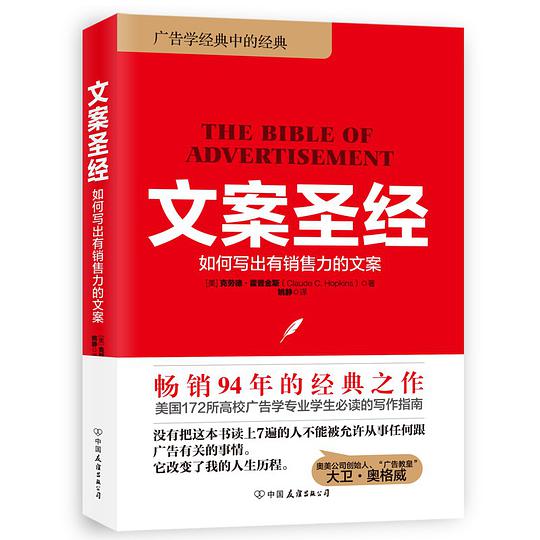 广告学经典中的经典
THE BIBLE OF
ADVERTISEMENT
文案圣经
如何写出有销售力的文案
[美] 克劳德·霍普金斯（Claude C. Hopkins）著
姚静◎译
畅销94年的经典之作
美国172所高校广告学专业学生必读的写作指南
没有把这本书读上7遍的人不能被允许从事任何跟
广告有关的事情。
它改变了我的人生历程。
奥美公司创始人、“广告教皇”
大卫·奥格威
中国友谊出版公司
文案圣经
如何写出有销售力的文案
中国友谊出版公司